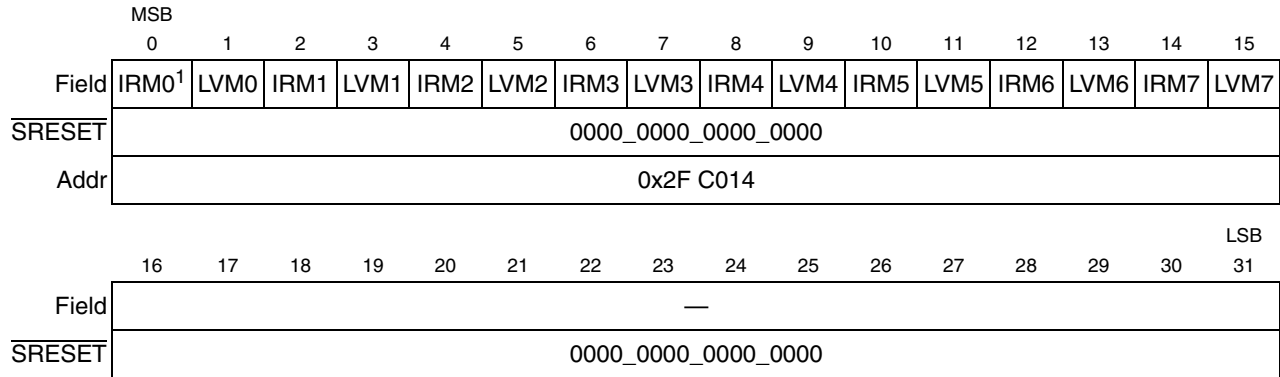 MSB
0 1 2 3 4 5 6 7 8 9 10 11 12 13 14 15
Field IRM0¹ LVM0 IRM1 LVM1 IRM2 LVM2 IRM3 LVM3 IRM4 LVM4 IRM5 LVM5 IRM6 LVM6 IRM7 LVM7
SRESET 0000_0000_0000_0000
Addr 0x2F C014
LSB
16 17 18 19 20 21 22 23 24 25 26 27 28 29 30 31
Field —
SRESET 0000_0000_0000_0000